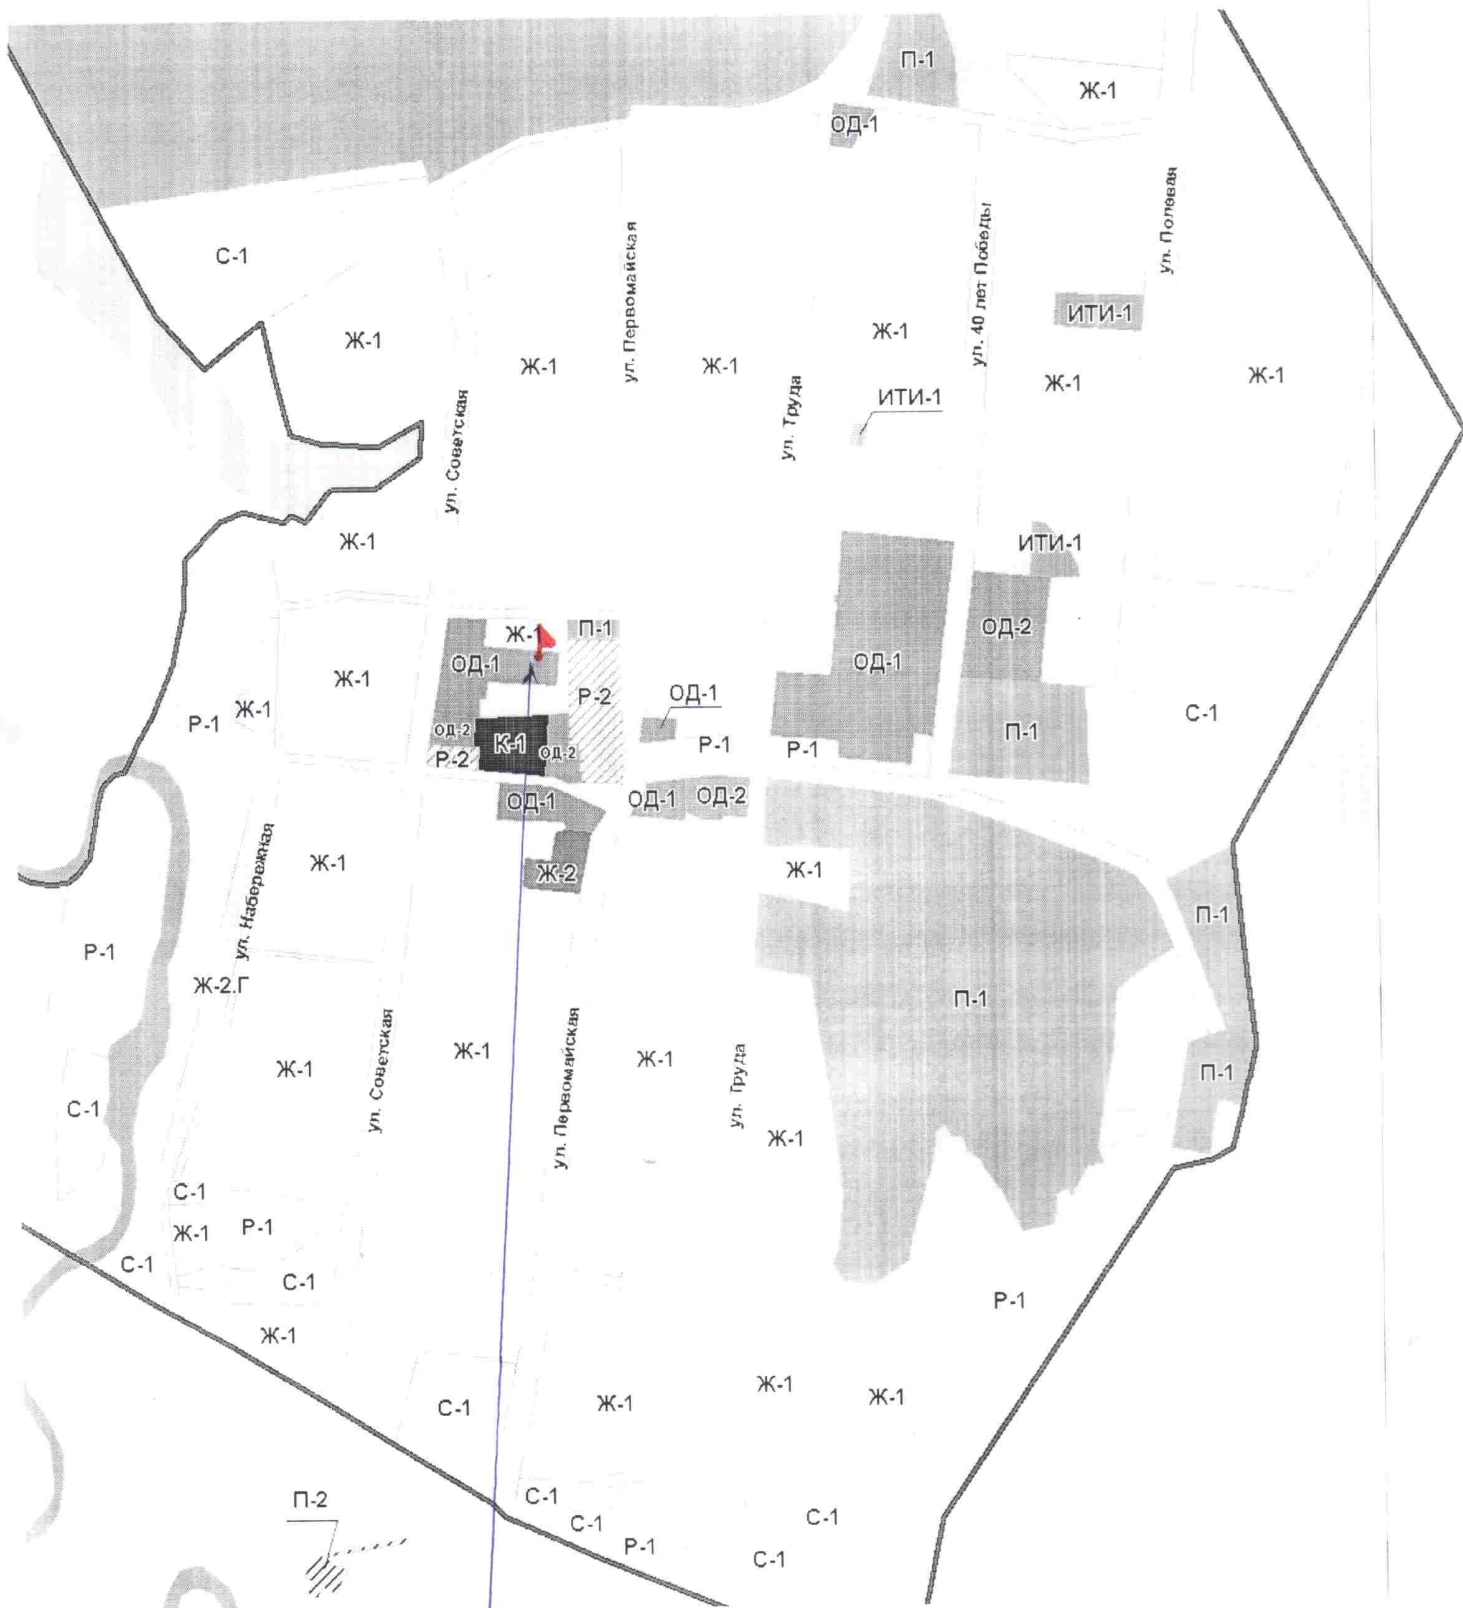 П-1
Ж-1
ОД-1
С-1
ул. Первомайская
ул. 40 лет Победы
ул. Полевая
ИТИ-1
Ж-1
Ж-1
Ж-1
Ж-1
Ж-1
Ж-1
ИТИ-1
ул. Советская
ул. Труда
Ж-1
ИТИ-1
Ж-1
П-1
ОД-2
ОД-1
ОД-1
Ж-1
Р-2
ОД-1
Р-1
Ж-1
С-1
ОД-2
К-1
ОД-2
Р-1
Р-1
П-1
Р-2
ОД-1
ОД-1
ОД-2
Ж-1
Ж-2
Ж-1
ул. Набережная
П-1
Р-1
Ж-2.Г
П-1
Ж-1
Ж-1
Ж-1
ул. Советская
ул. Первомайская
ул. Труда
П-1
С-1
Ж-1
С-1
Ж-1
Р-1
С-1
С-1
Р-1
Ж-1
С-1
Ж-1
Ж-1
Ж-1
П-2
С-1
С-1
Р-1
С-1
С-1